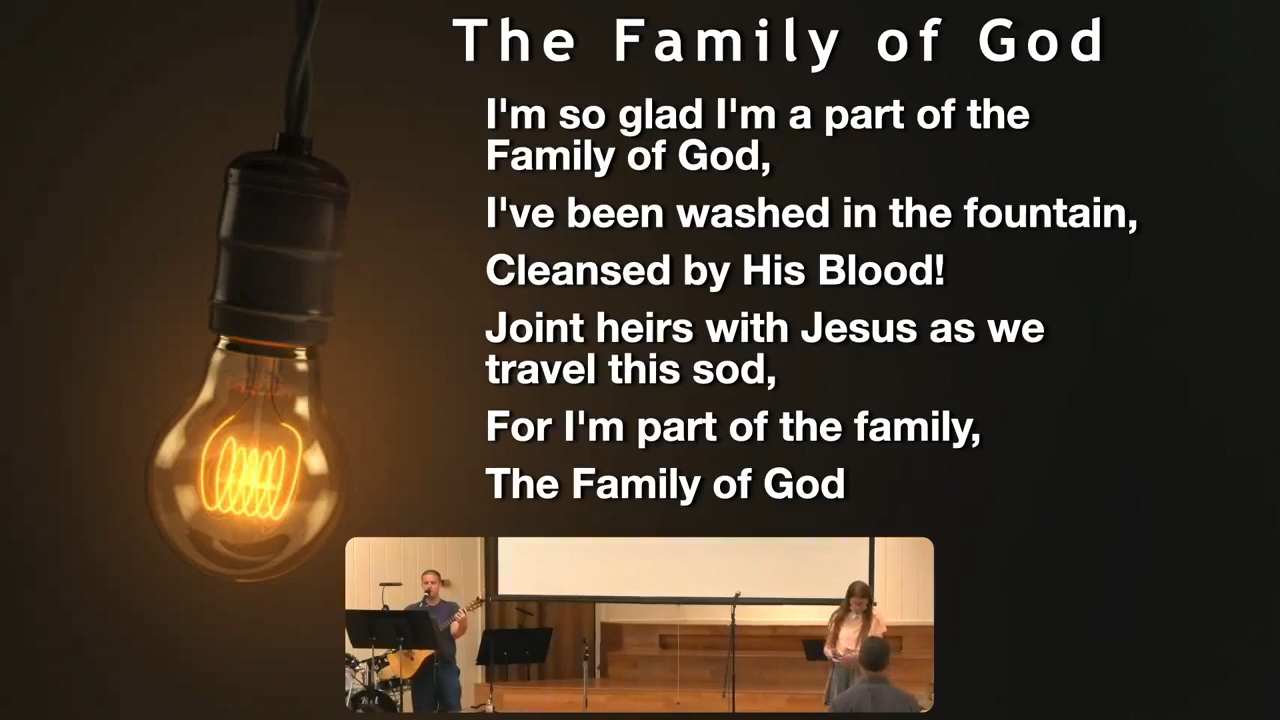 The Family of God
I'm so glad I'm a part of the
Family of God,
I've been washed in the fountain,
Cleansed by His Blood!
Joint heirs with Jesus as we
travel this sod,
For I'm part of the family,
The Family of God